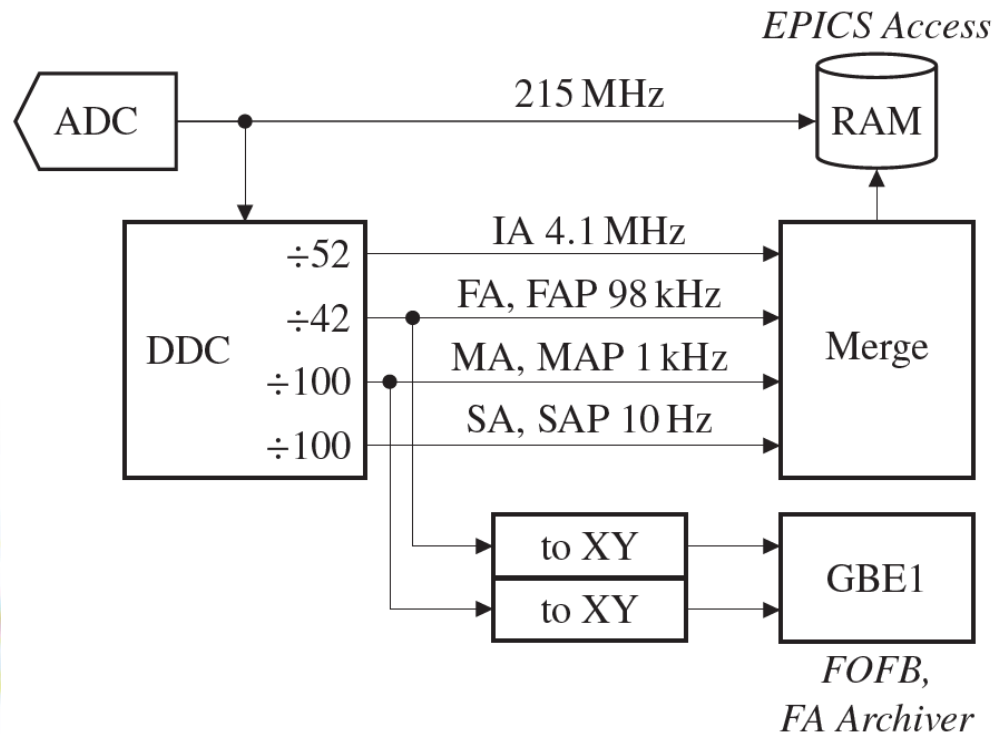 EPICS Access
ADC
215 MHz
RAM
DDC
÷52
÷42
÷100
÷100
IA 4.1 MHz
FA, FAP 98 kHz
MA, MAP 1 kHz
SA, SAP 10 Hz
Merge
to XY
to XY
GBE1
FOFB,
FA Archiver